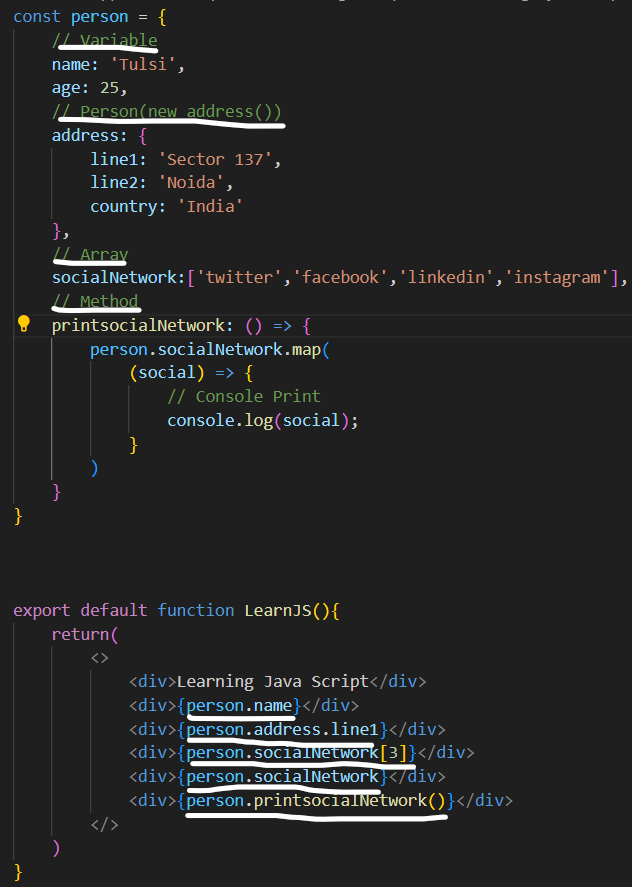 const person = {
// Variable
name: 'Tulsi',
age: 25,
// Person(new address())
address: {
line1: 'Sector 137',
line2: 'Noida',
country: 'India'
},
// Array
socialNetwork:['twitter','facebook','linkedin','instagram'],
// Method
printsocialNetwork: () => {
person.socialNetwork.map(
(social) => {
// Console Print
console.log(social);
}
)
}
}
export default function LearnJS(){
return(
<>
<div>Learning Java Script</div>
<div>{person.name}</div>
<div>{person.address.line1}</div>
<div>{person.socialNetwork[3]}</div>
<div>{person.socialNetwork}</div>
<div>{person.printsocialNetwork()}</div>
</>
)
}